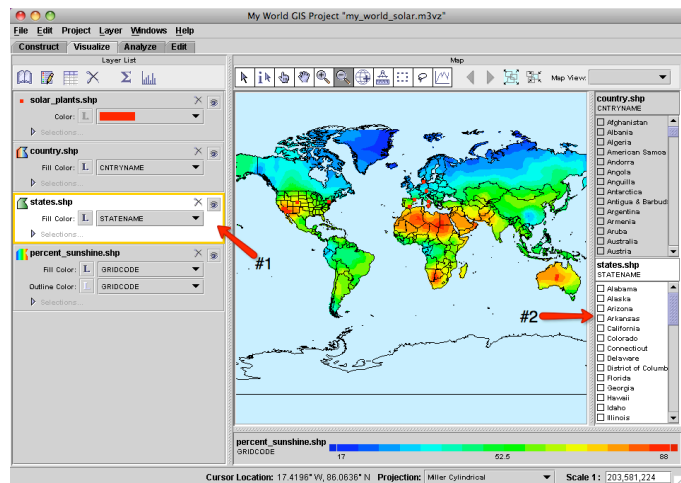 My World GIS Project "my_world_solar.m3vz"
File Edit Project Layer Windows Help
Construct Visualize Analyze Edit
Layer List
Map
Map View:
solar_plants.shp
Color: L
Selections...
country.shp
Fill Color: L CNTRYNAME
Selections...
states.shp
Fill Color: L STATENAME
Selections...
#1
percent_sunshine.shp
Fill Color: L GRIDCODE
Outline Color: L GRIDCODE
Selections...
country.shp
CNTRYNAME
Afghanistan
Albania
Algeria
American Samoa
Andorra
Angola
Anguilla
Antarctica
Antigua & Barbud
Argentina
Armenia
Aruba
Australia
Austria
states.shp
STATENAME
Alabama
Alaska
Arizona
#2
Arkansas
California
Colorado
Connecticut
Delaware
District of Columb
Florida
Georgia
Hawaii
Idaho
Illinois
percent_sunshine.shp
GRIDCODE
17 52.5 88
Cursor Location: 17.4196° W, 86.0636° N Projection: Miller Cylindrical Scale 1: 203,581,224